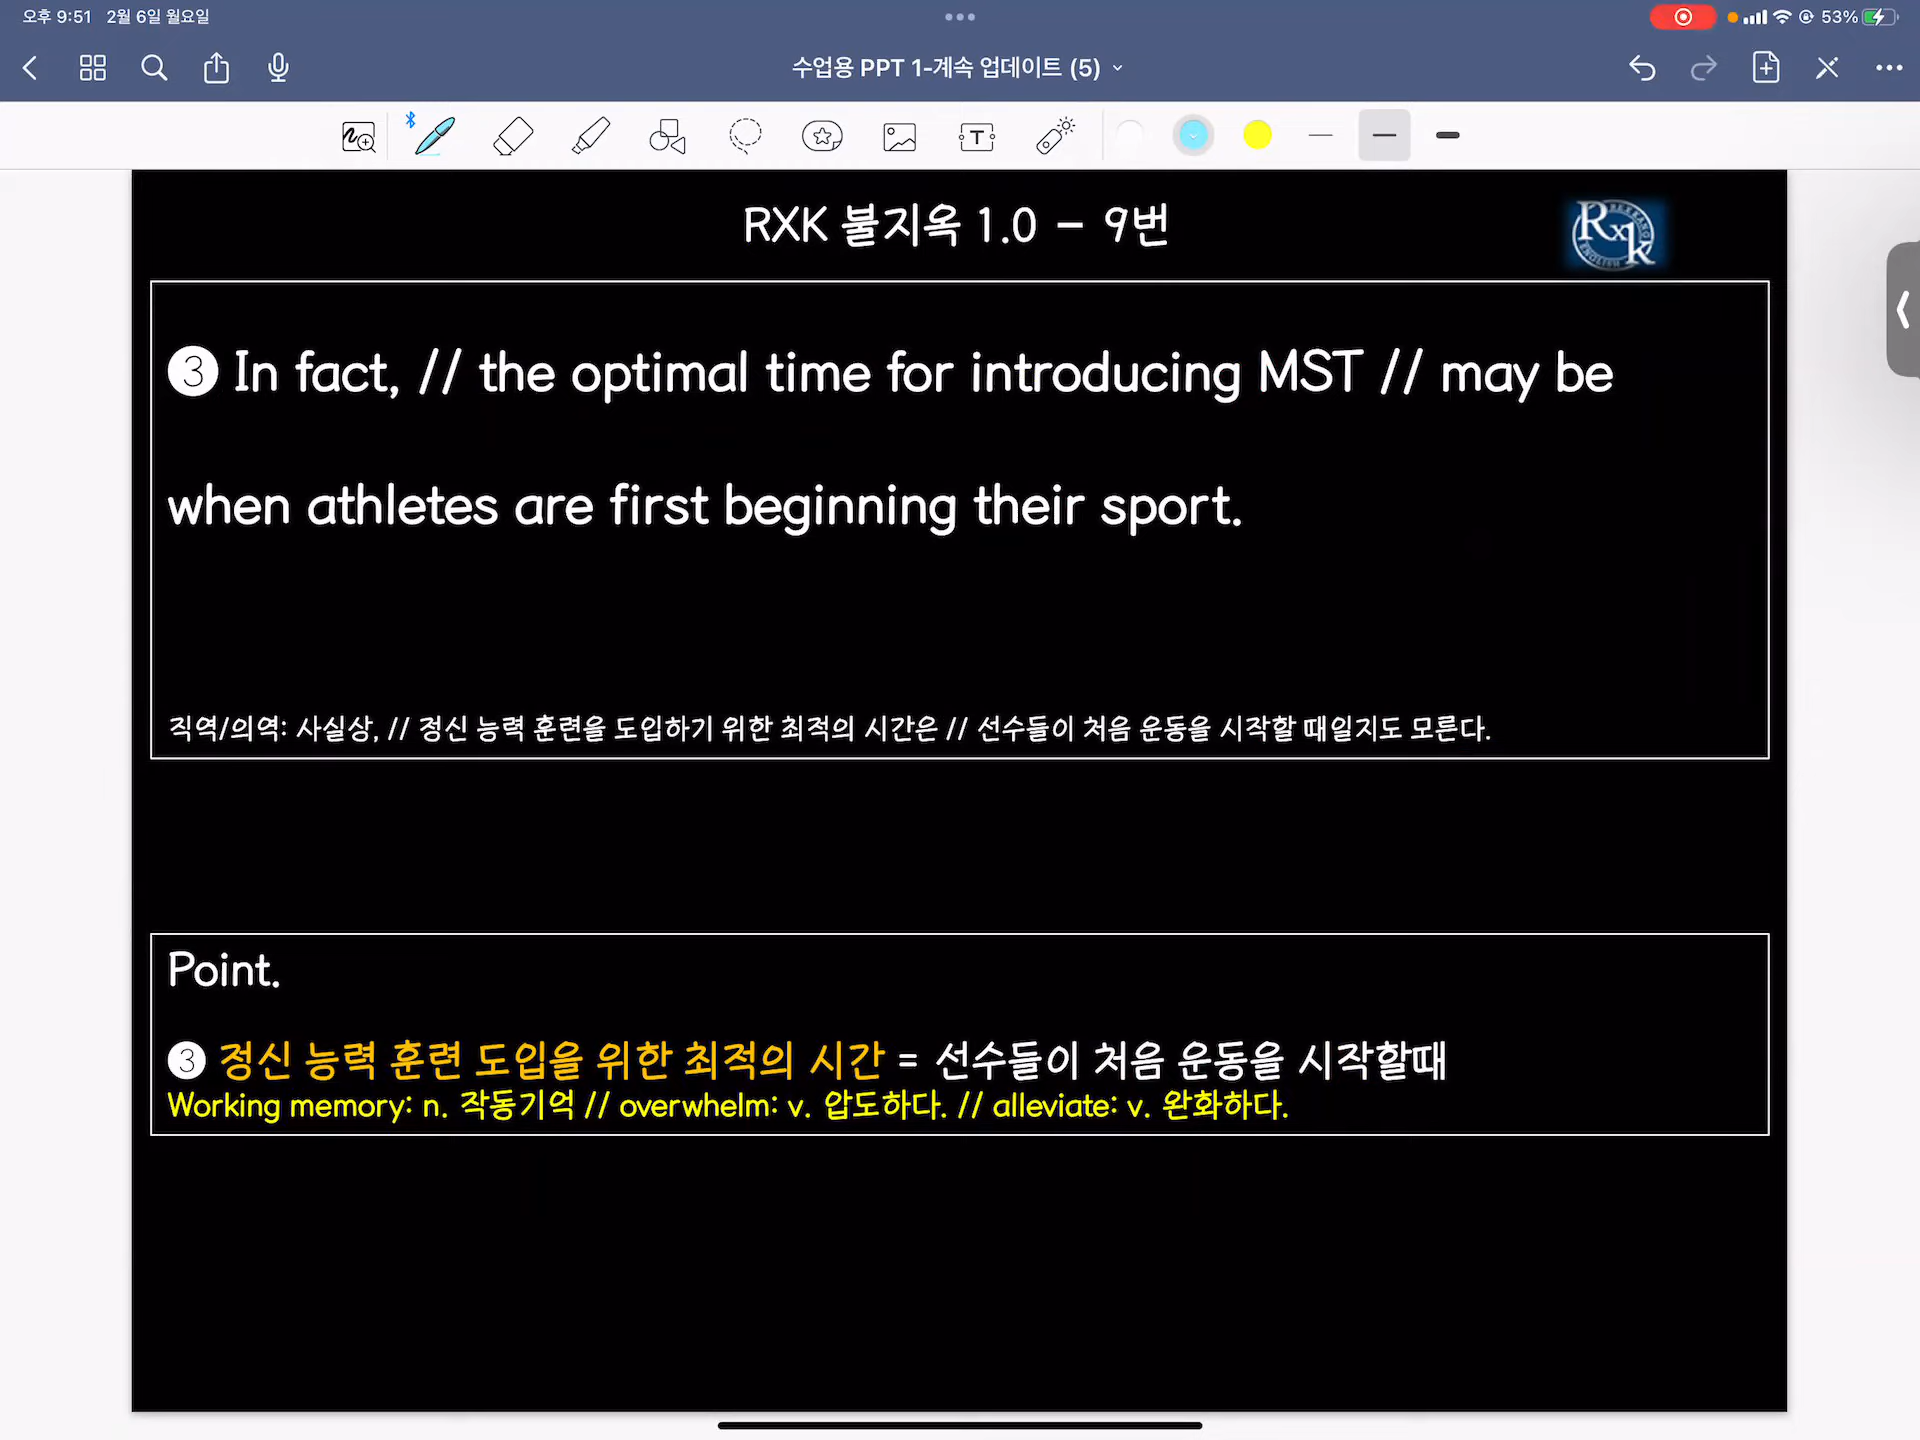 오후 9:51 2월 6일 월요일
53%
수업용 PPT 1-계속 업데이트 (5)
RXK 불지옥 1.0 – 9번
RxK
ENGLISH
❸ In fact, // the optimal time for introducing MST // may be
when athletes are first beginning their sport.
직역/의역: 사실상, // 정신 능력 훈련을 도입하기 위한 최적의 시간은 // 선수들이 처음 운동을 시작할 때일지도 모른다.
Point.
❸ 정신 능력 훈련 도입을 위한 최적의 시간 = 선수들이 처음 운동을 시작할때
Working memory: n. 작동기억 // overwhelm: v. 압도하다. // alleviate: v. 완화하다.